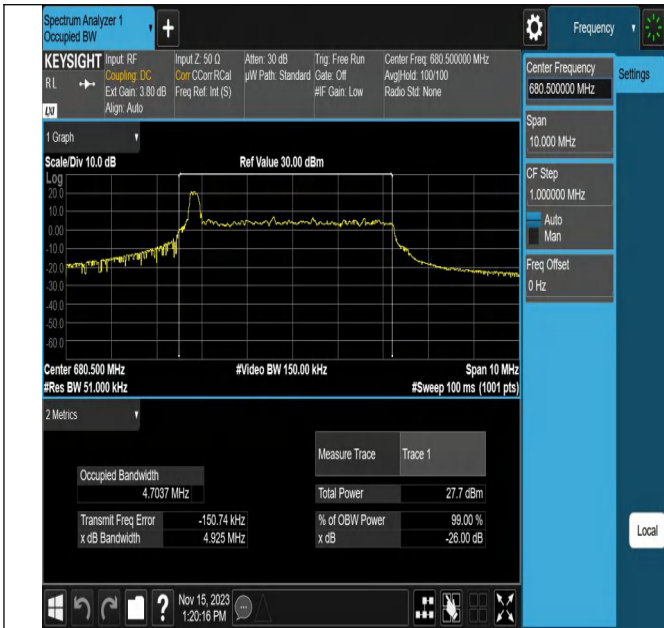 Spectrum Analyzer 1
Occupied BW
Frequency
KEYSIGHT Input: RF Input Z: 50 Ω Atten: 30 dB Trig: Free Run Center Freq: 680.500000 MHz
RL Coupling: DC Corr CCorr RCal µW Path: Standard Gate: Off Avg|Hold: 100/100
Ext Gain: 3.80 dB Freq Ref: Int (S) #IF Gain: Low Radio Std: None
LXI Align: Auto
Center Frequency
680.500000 MHz
Settings
Span
10.000 MHz
CF Step
1.000000 MHz
Auto
Man
Freq Offset
0 Hz
1 Graph
Scale/Div 10.0 dB Ref Value 30.00 dBm
Log
20.0
10.0
0.00
-10.0
-20.0
-30.0
-40.0
-50.0
-60.0
Center 680.500 MHz #Video BW 150.00 kHz Span 10 MHz
#Res BW 51.000 kHz #Sweep 100 ms (1001 pts)
2 Metrics
Measure Trace Trace 1
Occupied Bandwidth
4.7037 MHz
Total Power 27.7 dBm
Transmit Freq Error -150.74 kHz % of OBW Power 99.00 %
x dB Bandwidth 4.925 MHz x dB -26.00 dB
Local
? Nov 15, 2023
1:20:16 PM